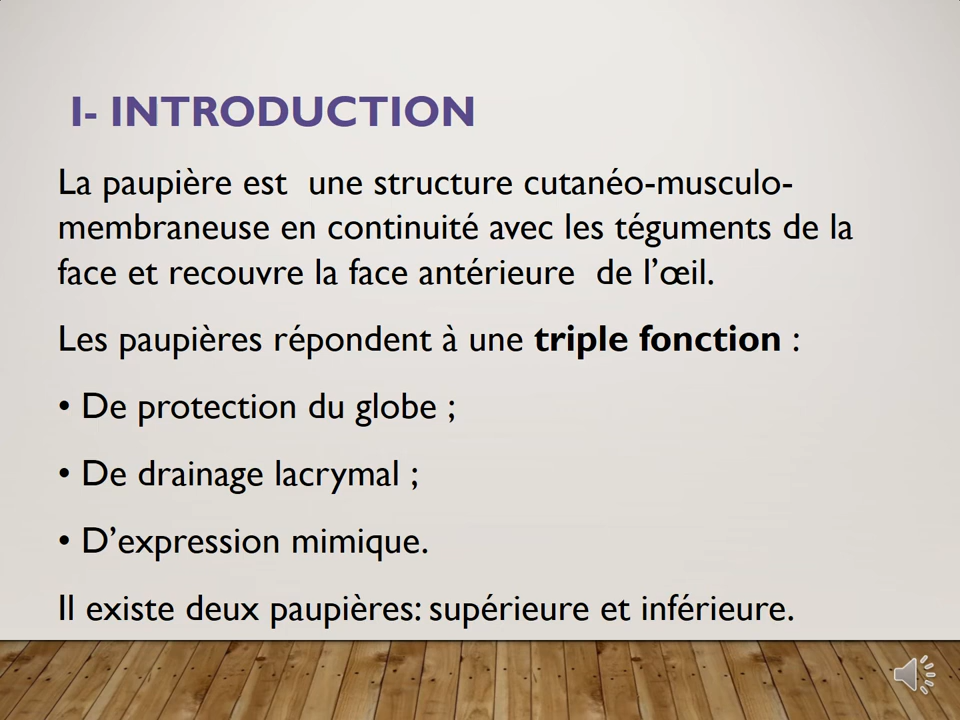 I- INTRODUCTION
La paupière est  une structure cutanéo-musculo-
membraneuse en continuité avec les téguments de la
face et recouvre la face antérieure  de l’œil.
Les paupières répondent à une triple fonction :
• De protection du globe ;
• De drainage lacrymal ;
• D’expression mimique.
Il existe deux paupières: supérieure et inférieure.